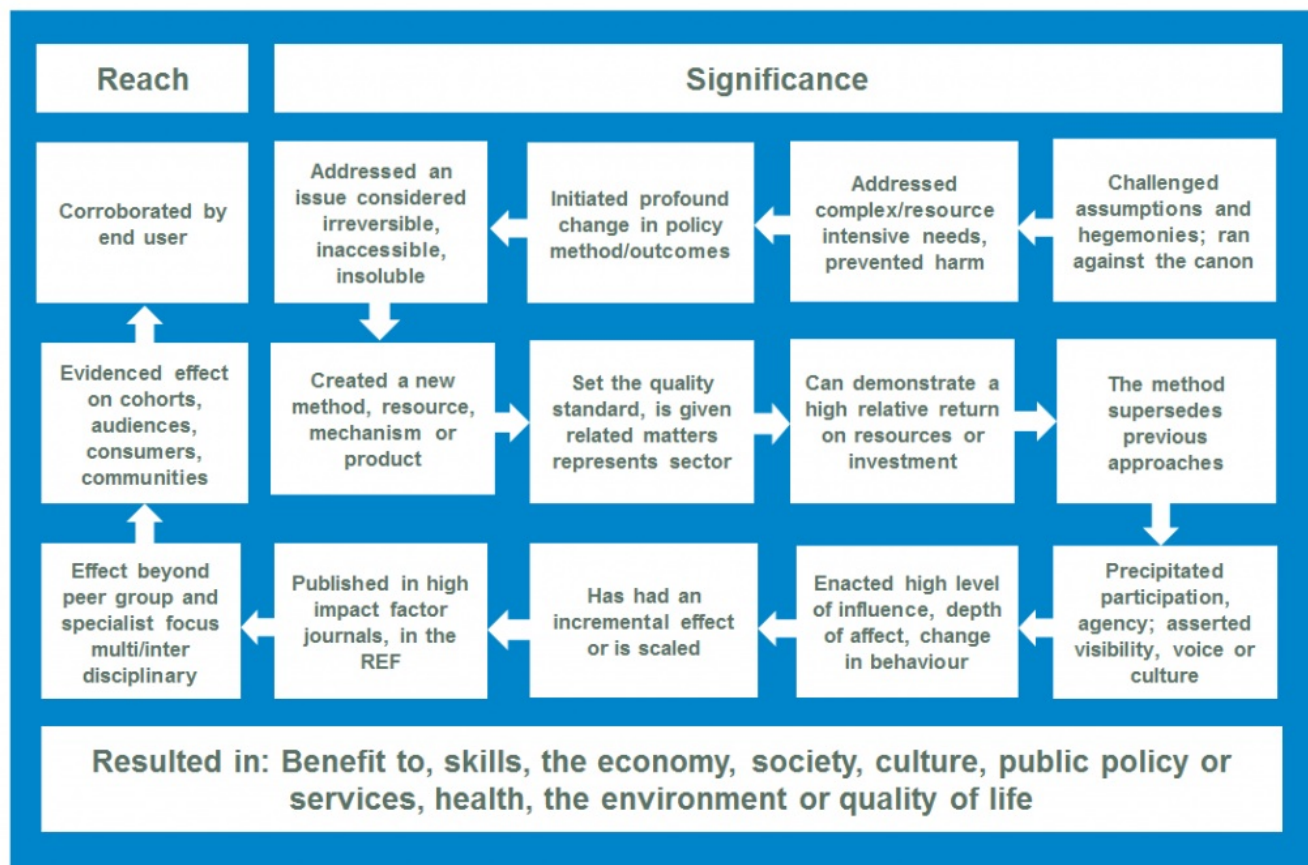 Reach
Significance
Corroborated by
end user
Addressed an
issue considered
irreversible,
inaccessible,
insoluble
Initiated profound
change in policy
method/outcomes
Addressed
complex/resource
intensive needs,
prevented harm
Challenged
assumptions and
hegemonies; ran
against the canon
Evidenced effect
on cohorts,
audiences,
consumers,
communities
Created a new
method, resource,
mechanism or
product
Set the quality
standard, is given
related matters
represents sector
Can demonstrate a
high relative return
on resources or
investment
The method
supersedes
previous
approaches
Effect beyond
peer group and
specialist focus
multi/inter
disciplinary
Published in high
impact factor
journals, in the
REF
Has had an
incremental effect
or is scaled
Enacted high level
of influence, depth
of affect, change
in behaviour
Precipitated
participation,
agency; asserted
visibility, voice or
culture
Resulted in: Benefit to, skills, the economy, society, culture, public policy or
services, health, the environment or quality of life